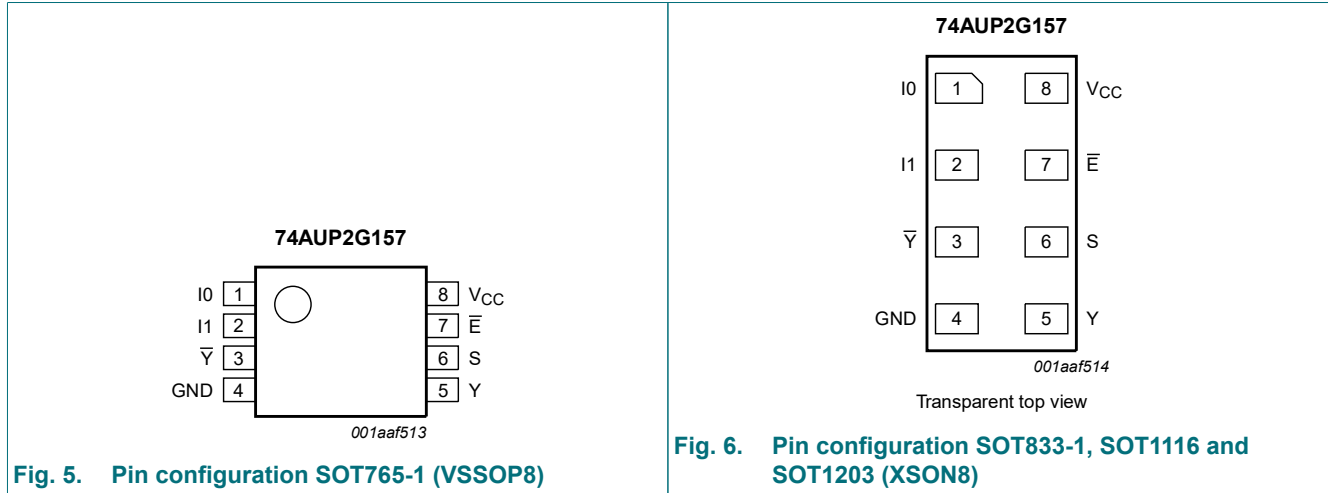 74AUP2G157
I0 1 8 VCC
I1 2 7 E̅
Y̅ 3 6 S
GND 4 5 Y
001aaf513
Fig. 5. Pin configuration SOT765-1 (VSSOP8)
74AUP2G157
I0 1 8 VCC
I1 2 7 E̅
Y̅ 3 6 S
GND 4 5 Y
001aaf514
Transparent top view
Fig. 6. Pin configuration SOT833-1, SOT1116 and
SOT1203 (XSON8)